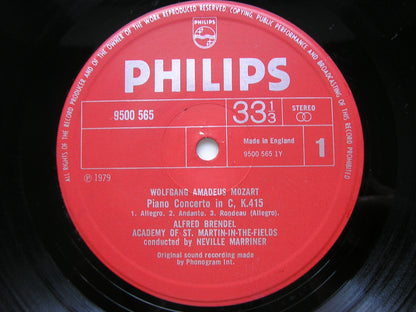 ALL RIGHTS OF THE RECORD PRODUCER AND OF THE OWNER OF THE WORK REPRODUCED RESERVED. COPYING, PUBLIC PERFORMANCE AND BROADCASTING OF THIS RECORD PROHIBITED
PHILIPS
PHILIPS
9500 565
33 1/3
STEREO
Made in England
9500 565 1Y
1
℗ 1979
WOLFGANG AMADEUS MOZART
Piano Concerto in C, K.415
1. Allegro. 2. Andante. 3. Rondeau (Allegro).
ALFRED BRENDEL
ACADEMY OF ST. MARTIN-IN-THE-FIELDS
conducted by NEVILLE MARRINER
Original sound recording made
by Phonogram Int.